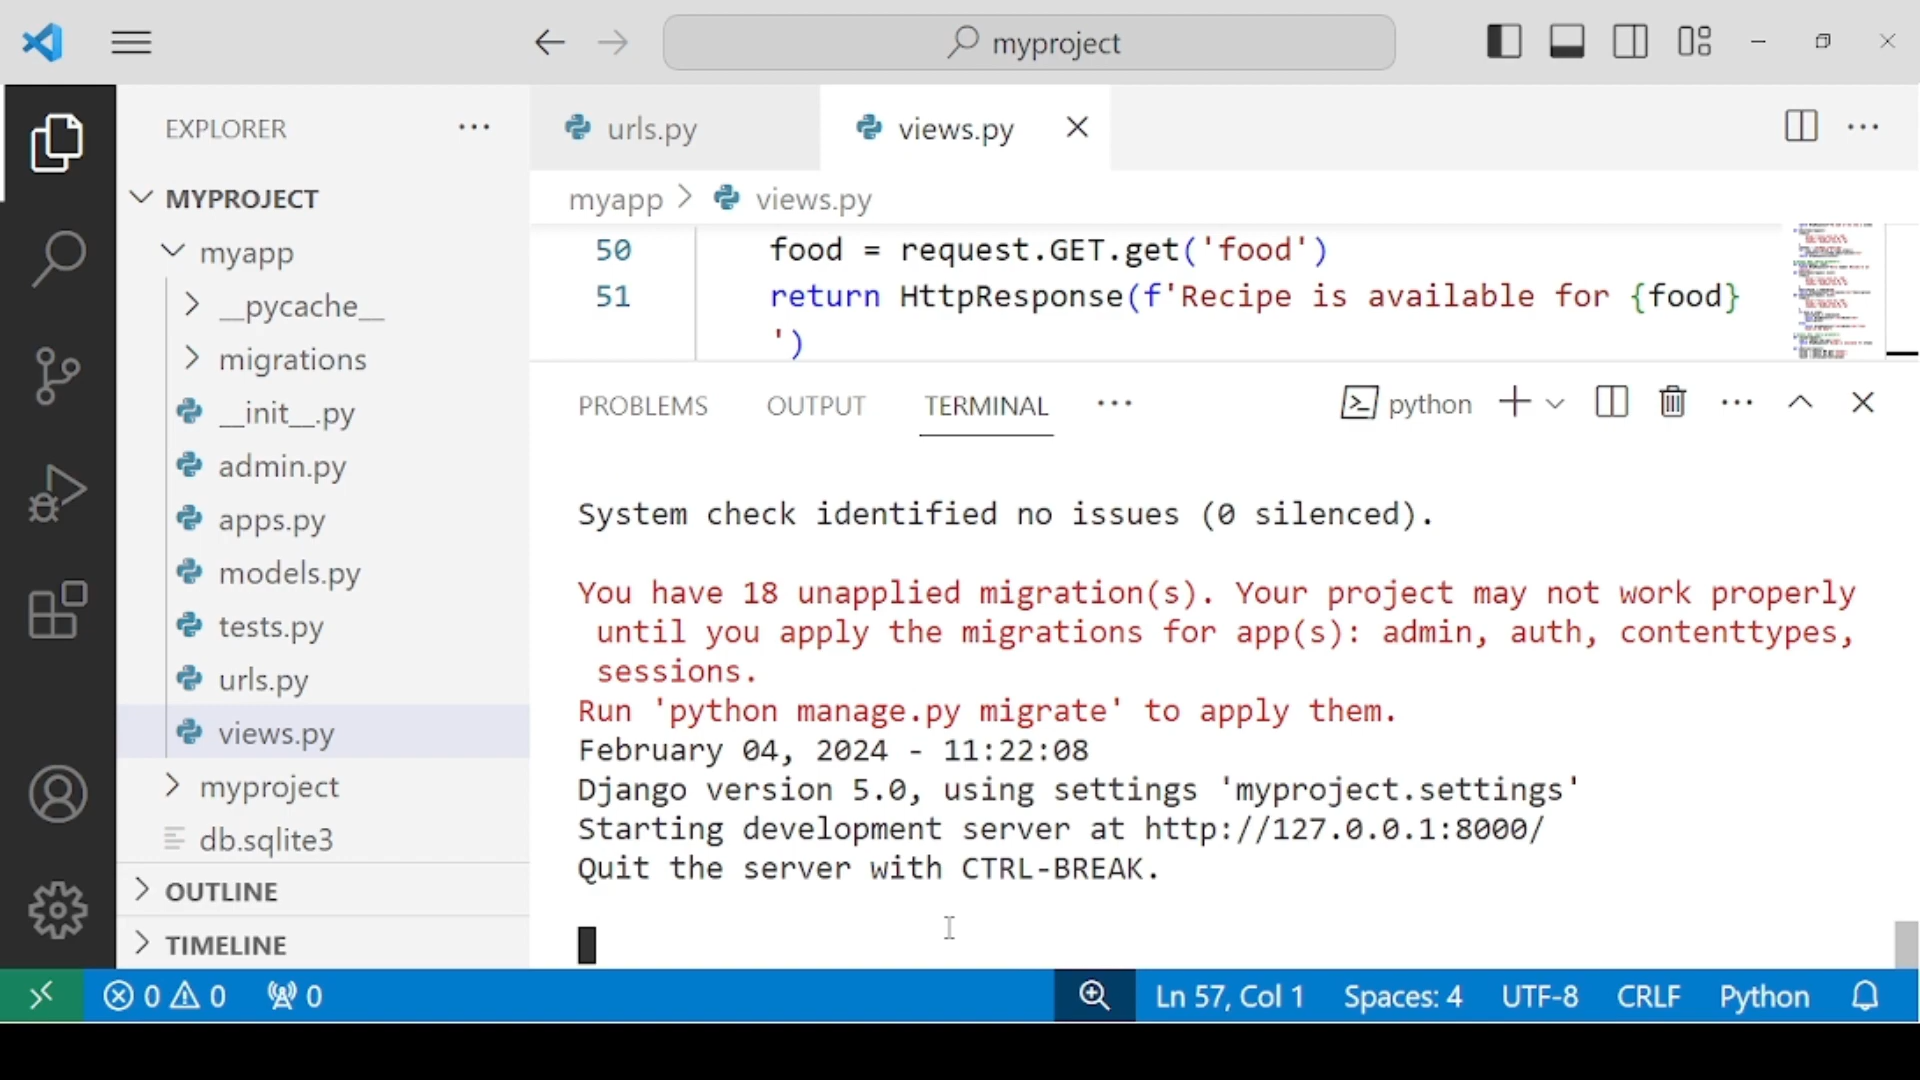 myproject
EXPLORER
urls.py
views.py
MYPROJECT
myapp > views.py
myapp
50 food = request.GET.get('food')
__pycache__
51 return HttpResponse(f'Recipe is available for {food}
')
migrations
PROBLEMS OUTPUT TERMINAL
python
__init__.py
admin.py
apps.py
models.py
tests.py
urls.py
views.py
myproject
db.sqlite3
OUTLINE
TIMELINE
System check identified no issues (0 silenced).
You have 18 unapplied migration(s). Your project may not work properly
until you apply the migrations for app(s): admin, auth, contenttypes,
sessions.
Run 'python manage.py migrate' to apply them.
February 04, 2024 - 11:22:08
Django version 5.0, using settings 'myproject.settings'
Starting development server at http://127.0.0.1:8000/
Quit the server with CTRL-BREAK.
0 0 0 Ln 57, Col 1 Spaces: 4 UTF-8 CRLF Python